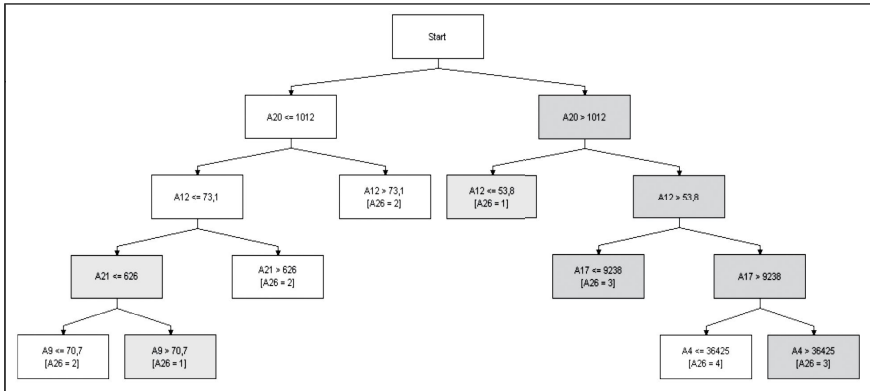 Start
A20 <= 1012
A20 > 1012
A12 <= 73,1
A12 > 73,1
[A26 = 2]
A12 <= 53,8
[A26 = 1]
A12 > 53,8
A21 <= 626
A21 > 626
[A26 = 2]
A17 <= 9238
[A26 = 3]
A17 > 9238
A9 <= 70,7
[A26 = 2]
A9 > 70,7
[A26 = 1]
A4 <= 36425
[A26 = 4]
A4 > 36425
[A26 = 3]